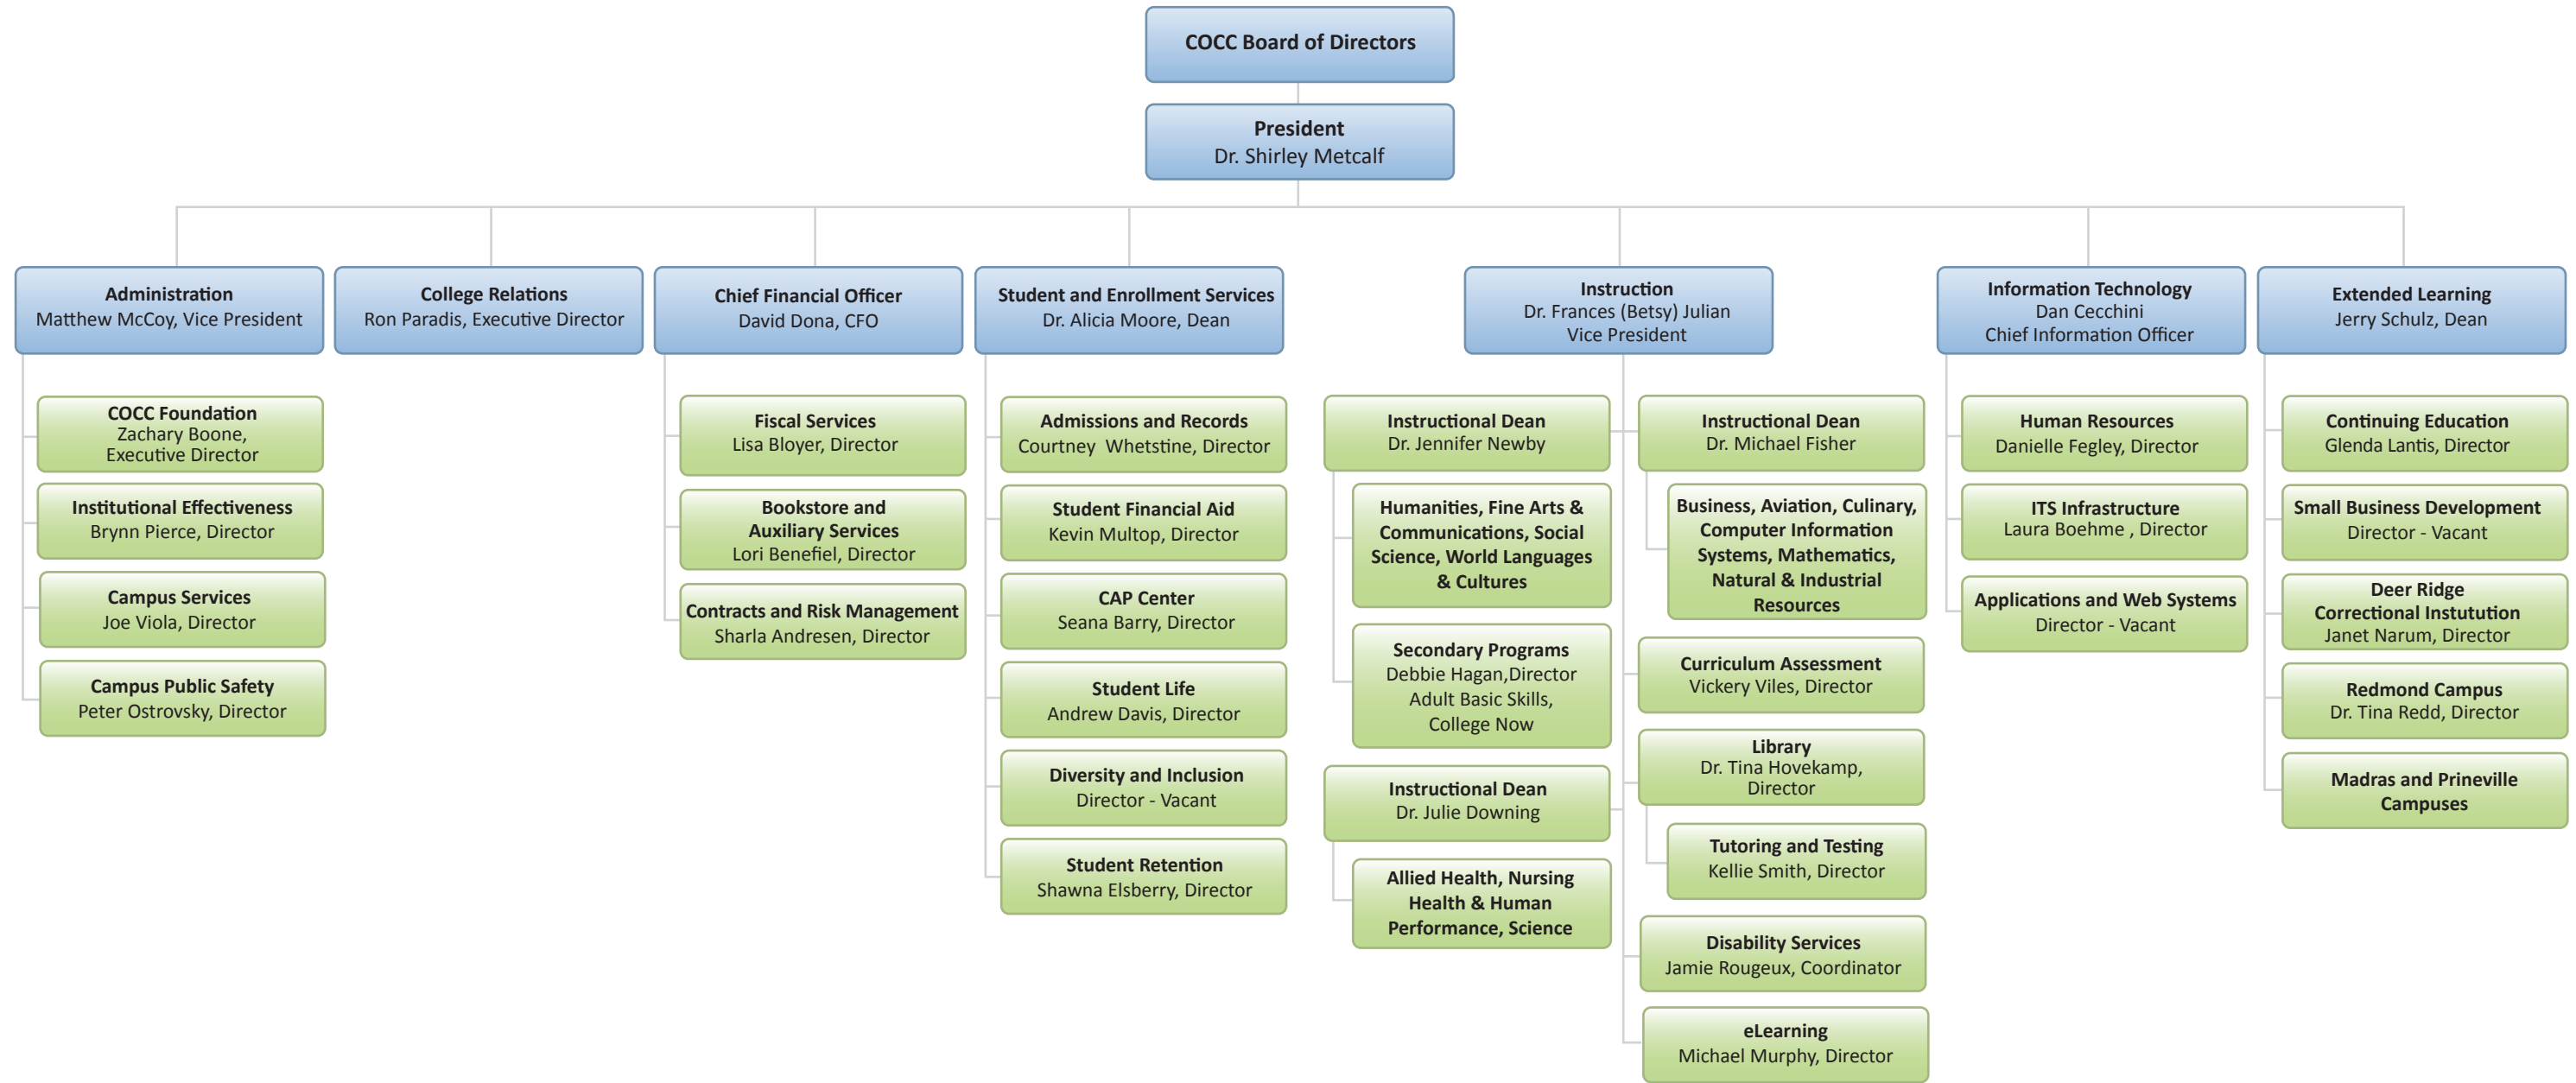 COCC Board of Directors
President
Dr. Shirley Metcalf
Administration
Matthew McCoy, Vice President
College Relations
Ron Paradis, Executive Director
Chief Financial Officer
David Dona, CFO
Student and Enrollment Services
Dr. Alicia Moore, Dean
Instruction
Dr. Frances (Betsy) Julian
Vice President
Information Technology
Dan Cecchini
Chief Information Officer
Extended Learning
Jerry Schulz, Dean
COCC Foundation
Zachary Boone,
Executive Director
Institutional Effectiveness
Brynn Pierce, Director
Campus Services
Joe Viola, Director
Campus Public Safety
Peter Ostrovsky, Director
Fiscal Services
Lisa Bloyer, Director
Bookstore and
Auxiliary Services
Lori Benefiel, Director
Contracts and Risk Management
Sharla Andresen, Director
Admissions and Records
Courtney  Whetstine, Director
Student Financial Aid
Kevin Multop, Director
CAP Center
Seana Barry, Director
Student Life
Andrew Davis, Director
Diversity and Inclusion
Director - Vacant
Student Retention
Shawna Elsberry, Director
Instructional Dean
Dr. Jennifer Newby
Humanities, Fine Arts &
Communications, Social
Science, World Languages
& Cultures
Secondary Programs
Debbie Hagan,Director
Adult Basic Skills,
College Now
Instructional Dean
Dr. Julie Downing
Allied Health, Nursing
Health & Human
Performance, Science
Instructional Dean
Dr. Michael Fisher
Business, Aviation, Culinary,
Computer Information
Systems, Mathematics,
Natural & Industrial
Resources
Curriculum Assessment
Vickery Viles, Director
Library
Dr. Tina Hovekamp,
Director
Tutoring and Testing
Kellie Smith, Director
Disability Services
Jamie Rougeux, Coordinator
eLearning
Michael Murphy, Director
Human Resources
Danielle Fegley, Director
ITS Infrastructure
Laura Boehme , Director
Applications and Web Systems
Director - Vacant
Continuing Education
Glenda Lantis, Director
Small Business Development
Director - Vacant
Deer Ridge
Correctional Instutution
Janet Narum, Director
Redmond Campus
Dr. Tina Redd, Director
Madras and Prineville
Campuses